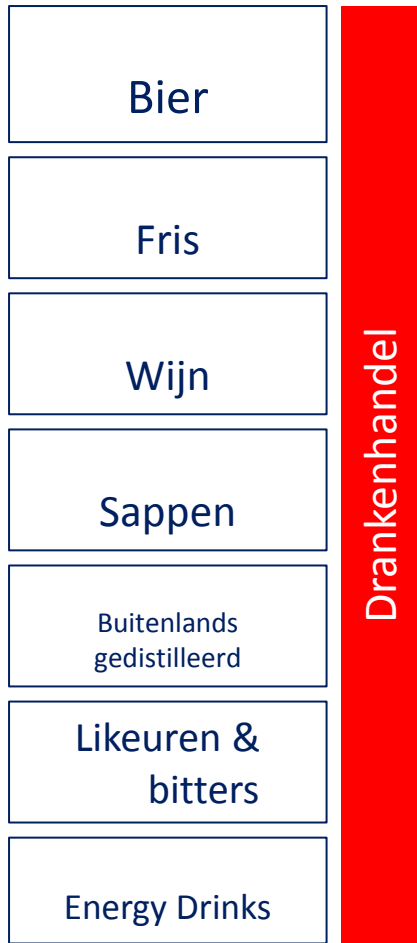 Bier
Fris
Wijn
Sappen
Buitenlands
gedistilleerd
Likeuren &
bitters
Energy Drinks
Drankenhandel